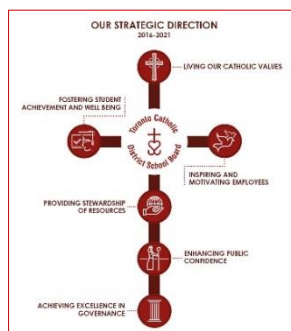 OUR STRATEGIC DIRECTION
2016-2021
LIVING OUR CATHOLIC VALUES
FOSTERING STUDENT
ACHIEVEMENT AND WELL BEING
Toronto Catholic
District School Board
INSPIRING AND
MOTIVATING EMPLOYEES
PROVIDING STEWARDSHIP
OF RESOURCES
ENHANCING PUBLIC
CONFIDENCE
ACHIEVING EXCELLENCE IN
GOVERNANCE